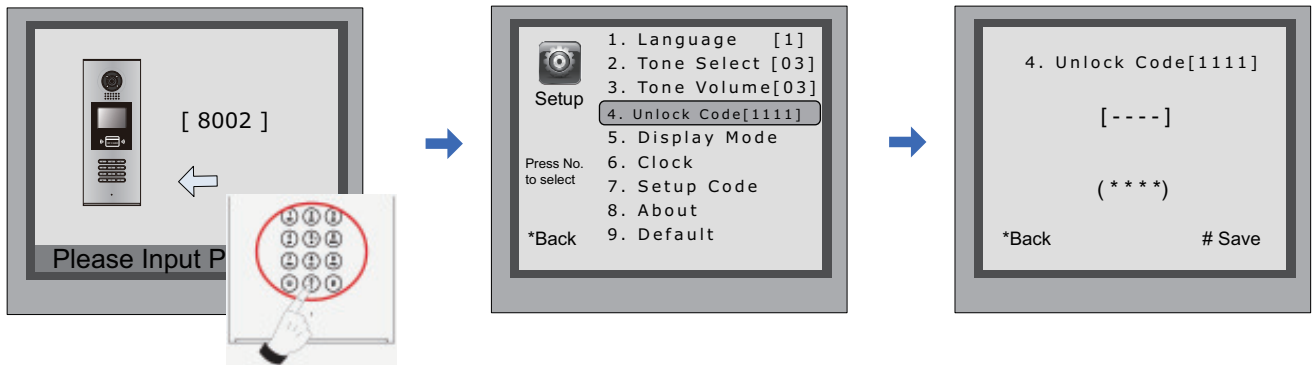 [ 8002 ]
Please Input P
1. Language [1]
2. Tone Select [03]
3. Tone Volume[03]
Setup
4. Unlock Code[1111]
5. Display Mode
Press No.
to select
6. Clock
7. Setup Code
8. About
*Back
9. Default
4. Unlock Code[1111]
[----]
(****)
*Back # Save